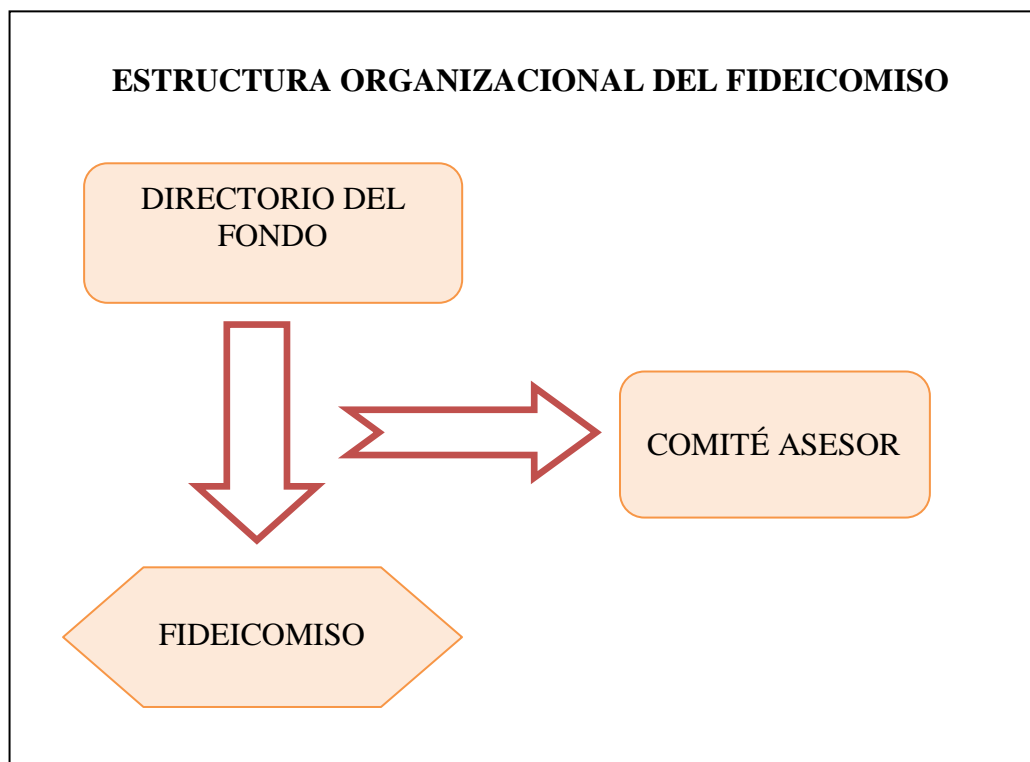 ESTRUCTURA ORGANIZACIONAL DEL FIDEICOMISO
DIRECTORIO DEL
FONDO
COMITÉ ASESOR
FIDEICOMISO